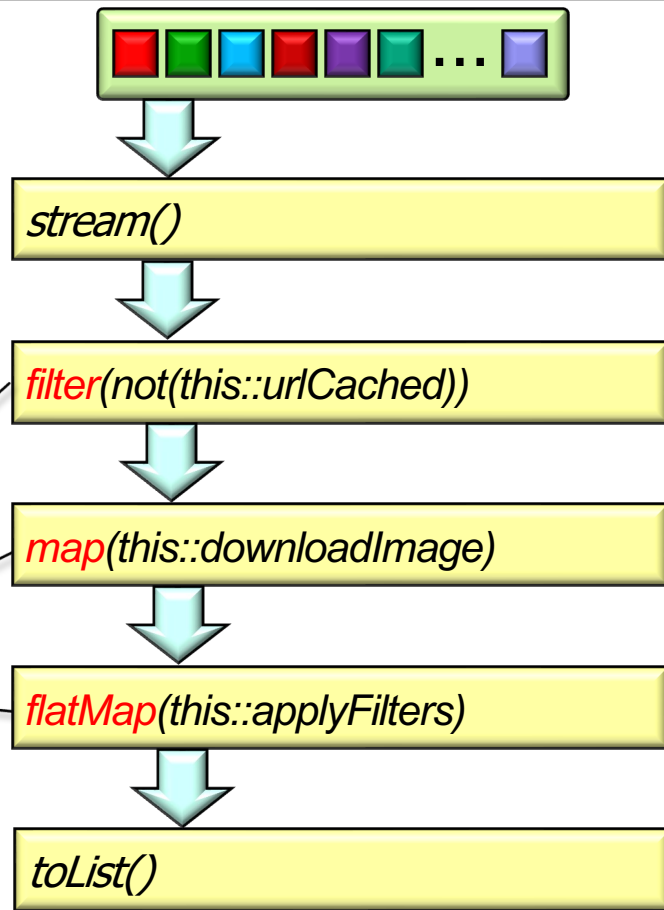 ...
stream()
filter(not(this::urlCached))
map(this::downloadImage)
flatMap(this::applyFilters)
toList()